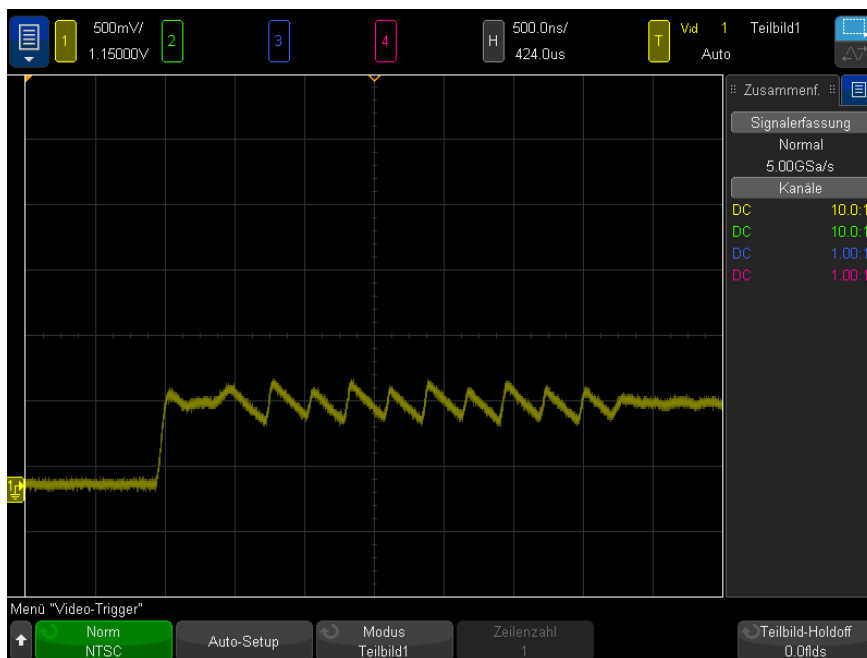 1 500mV/ 2 3 4 H 500.0ns/ T Vid 1 Teilbild1
1.15000V 424.0us Auto
Zusammenf.
Signalerfassung
Normal
5.00GSa/s
Kanäle
DC 10.0:1
DC 10.0:1
DC 1.00:1
DC 1.00:1
1
Menü "Video-Trigger"
Norm Auto-Setup Modus Zeilenzahl Teilbild-Holdoff
NTSC Teilbild1 1 0.0flds